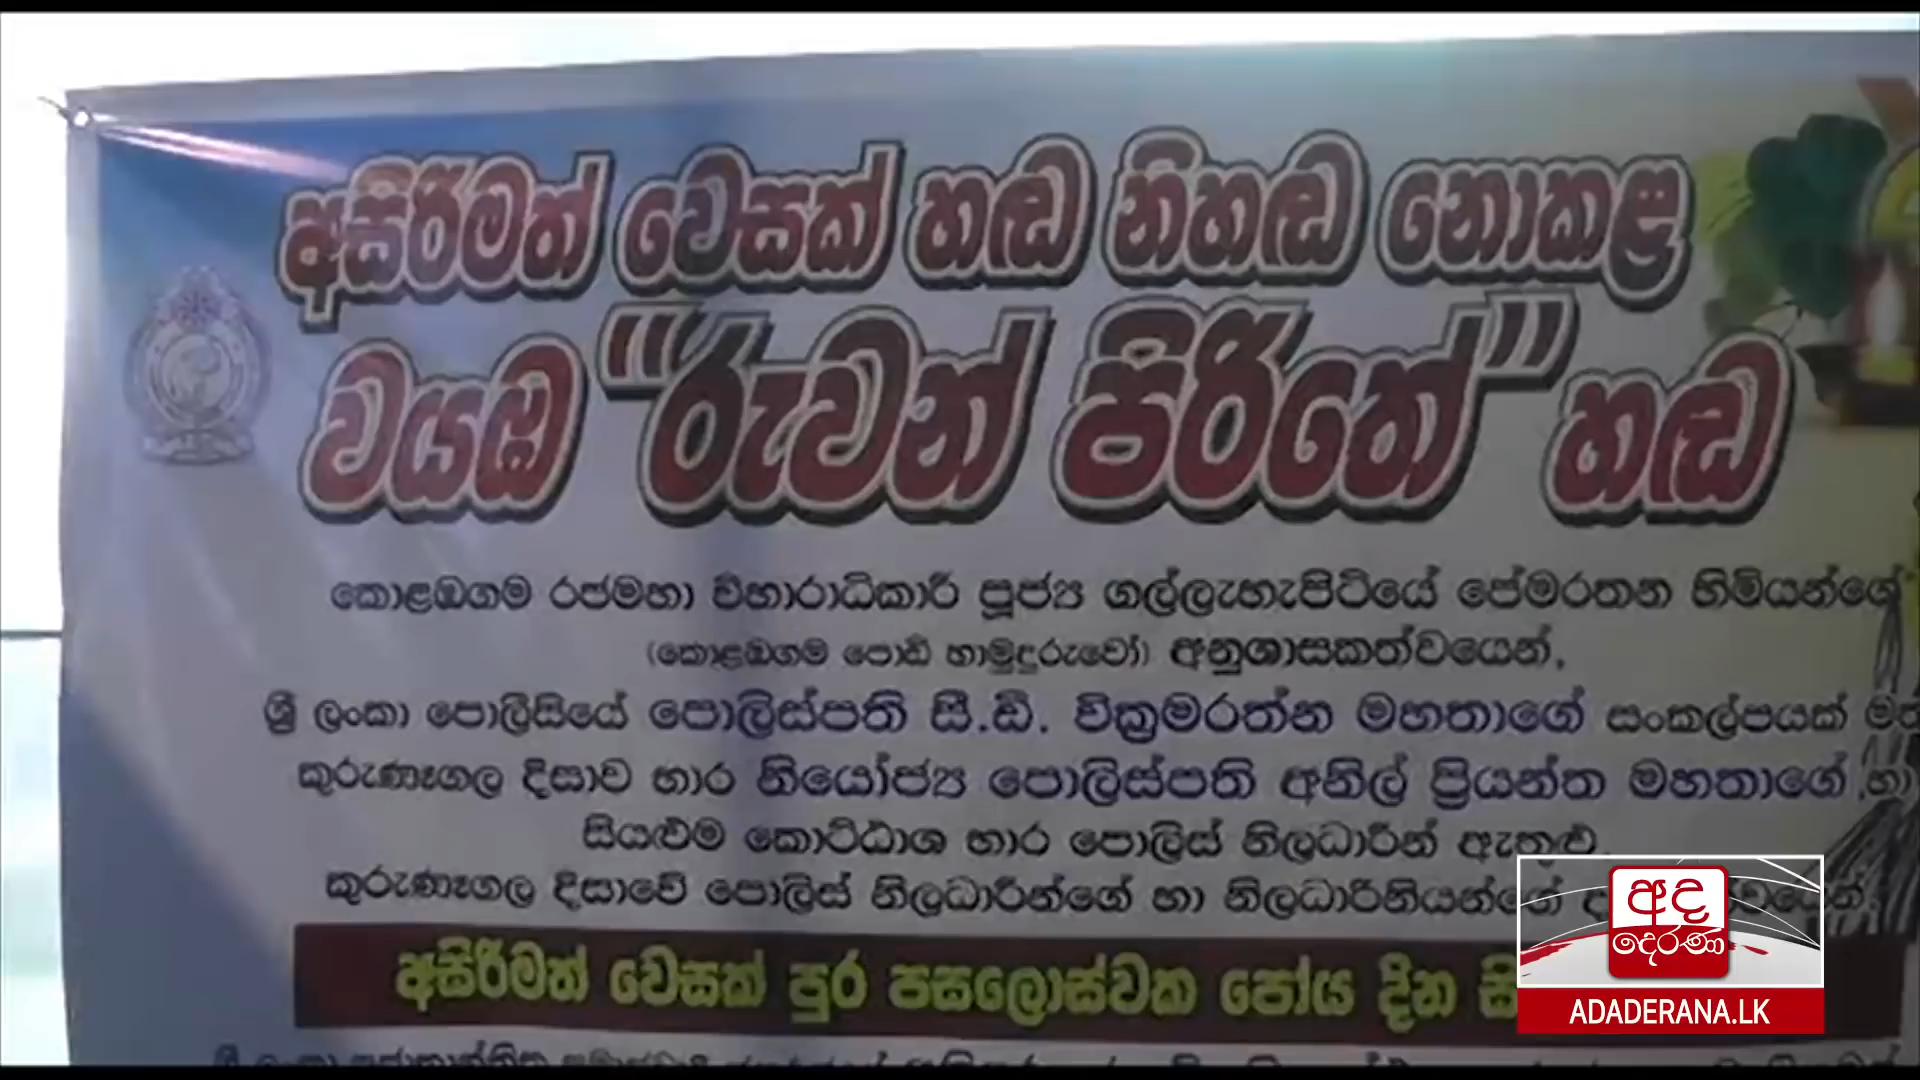 අසිරිමත් වෙසක් හඬ නිහඬ නොකළ
වයඹ "රුවන් පිරිතේ" හඬ
කොළඹගම රජමහා විහාරාධිකාරී පූජ්‍ය ගල්ලෑහැපිටියේ පේමරතන හිමියන්ගේ
(කොළඹගම පොඩි හාමුදුරුවෝ) අනුශාසකත්වයෙන්,
ශ්‍රී ලංකා පොලීසියේ පොලිස්පති සී.ඩී. වික්‍රමරත්න මහතාගේ සංකල්පයක් මත
කුරුණෑගල දිසාව භාර නියෝජ්‍ය පොලිස්පති අනිල් ප්‍රියන්ත මහතාගේ හා
සියළුම කොට්ඨාශ භාර පොලිස් නිලධාරීන් ඇතුළු
කුරුණෑගල දිසාවේ පොලිස් නිලධාරීන්ගේ හා නිලධාරිනියන්ගේ
අසිරිමත් වෙසක් පුර පසලොස්වක පෝය දින
අද
දෙරණ
ADADERANA.LK